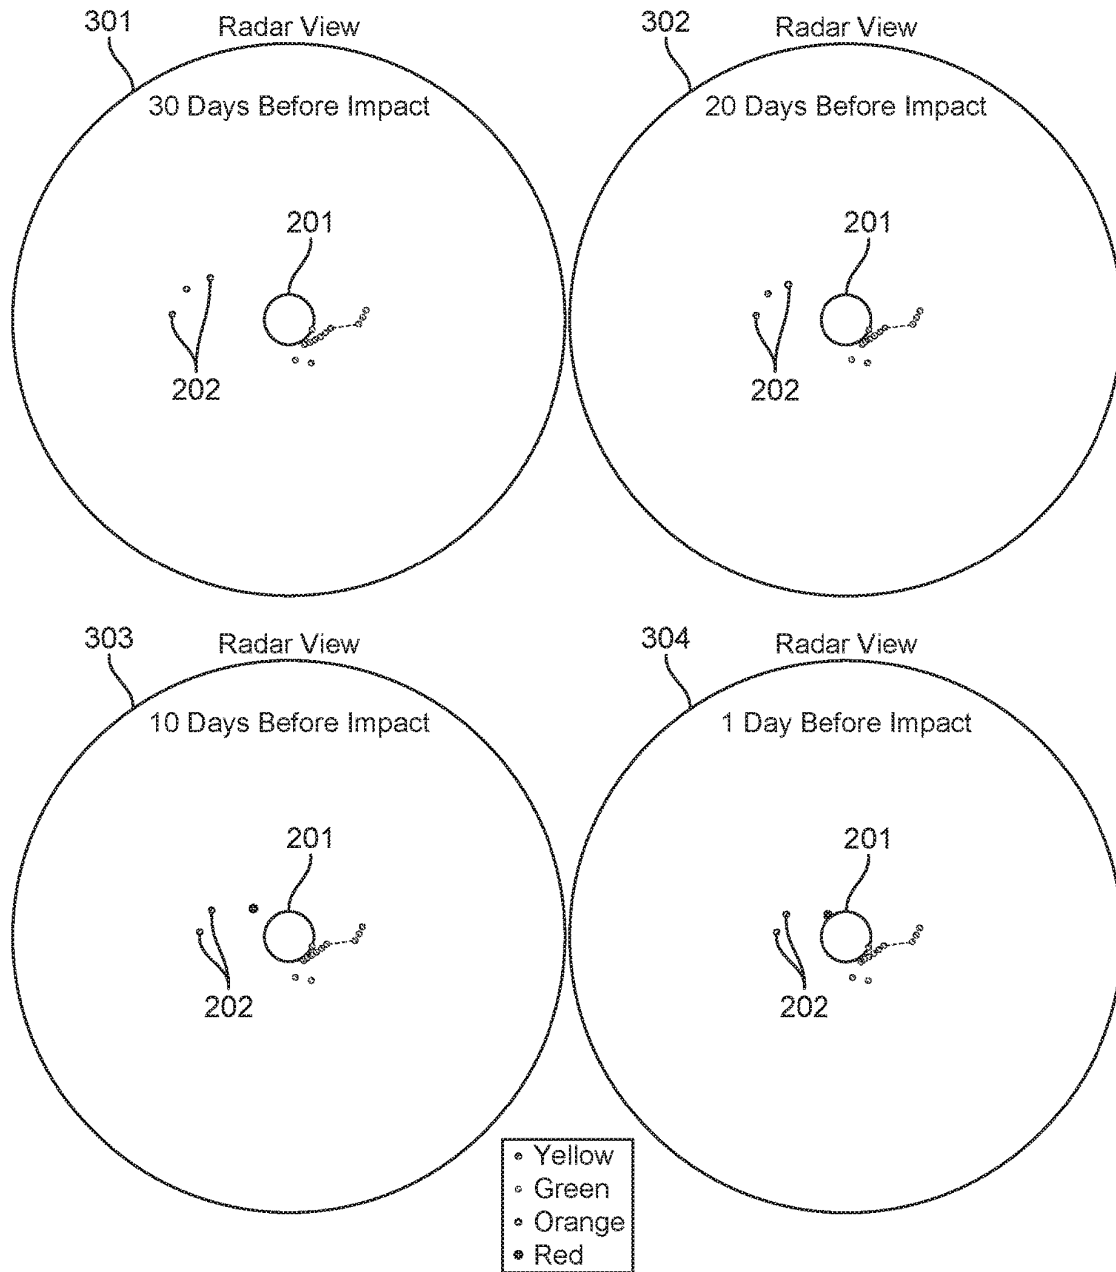 301
Radar View
30 Days Before Impact
201
202
302
Radar View
20 Days Before Impact
201
202
303
Radar View
10 Days Before Impact
201
202
304
Radar View
1 Day Before Impact
201
202
Yellow
Green
Orange
Red